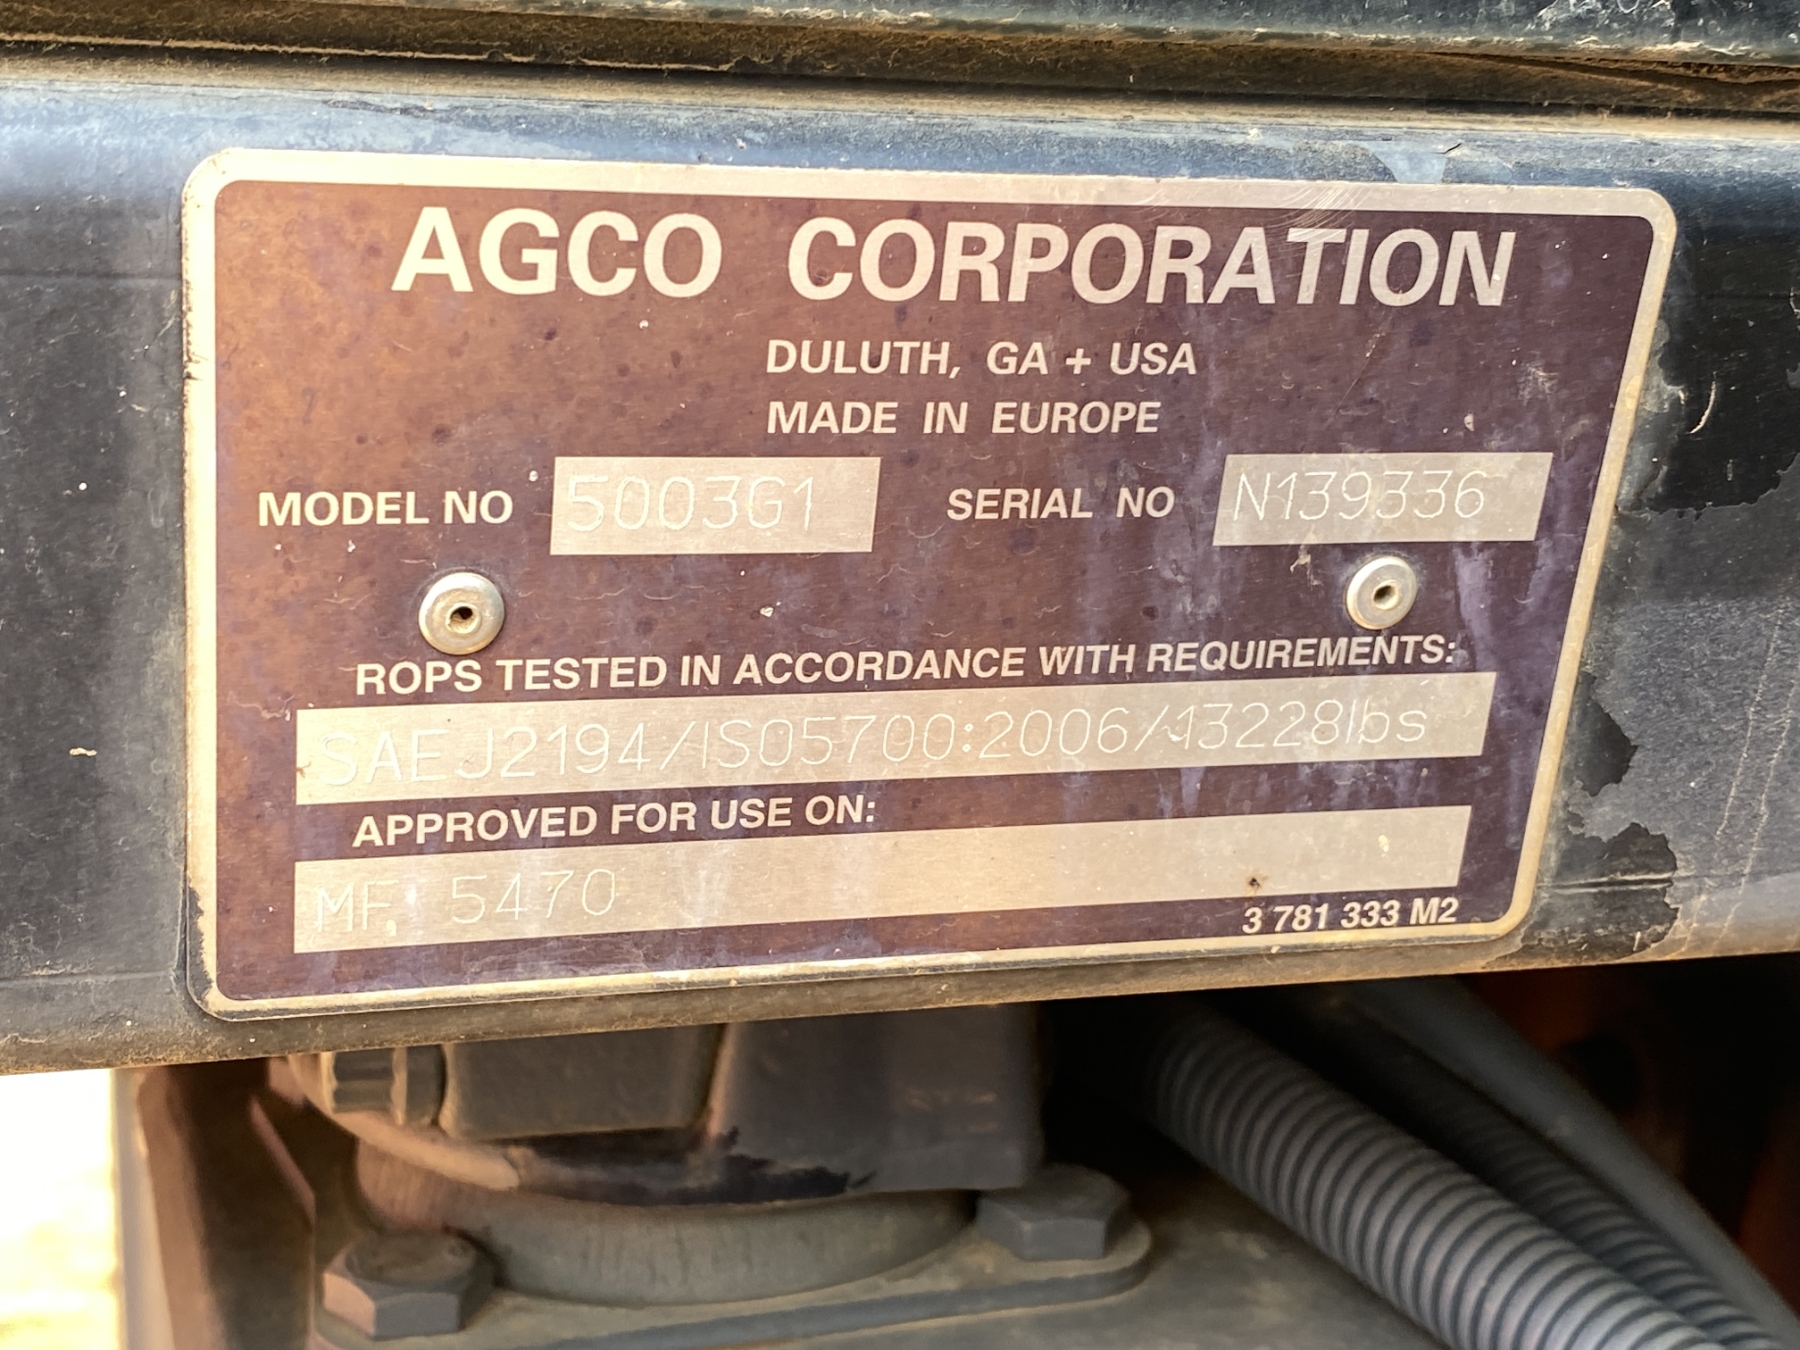 AGCO CORPORATION
DULUTH, GA + USA
MADE IN EUROPE
MODEL NO 5003G1 SERIAL NO N139336
ROPS TESTED IN ACCORDANCE WITH REQUIREMENTS:
SAEJ2194/ISO5700:2006/13228lbs
APPROVED FOR USE ON:
MF 5470
3 781 333 M2